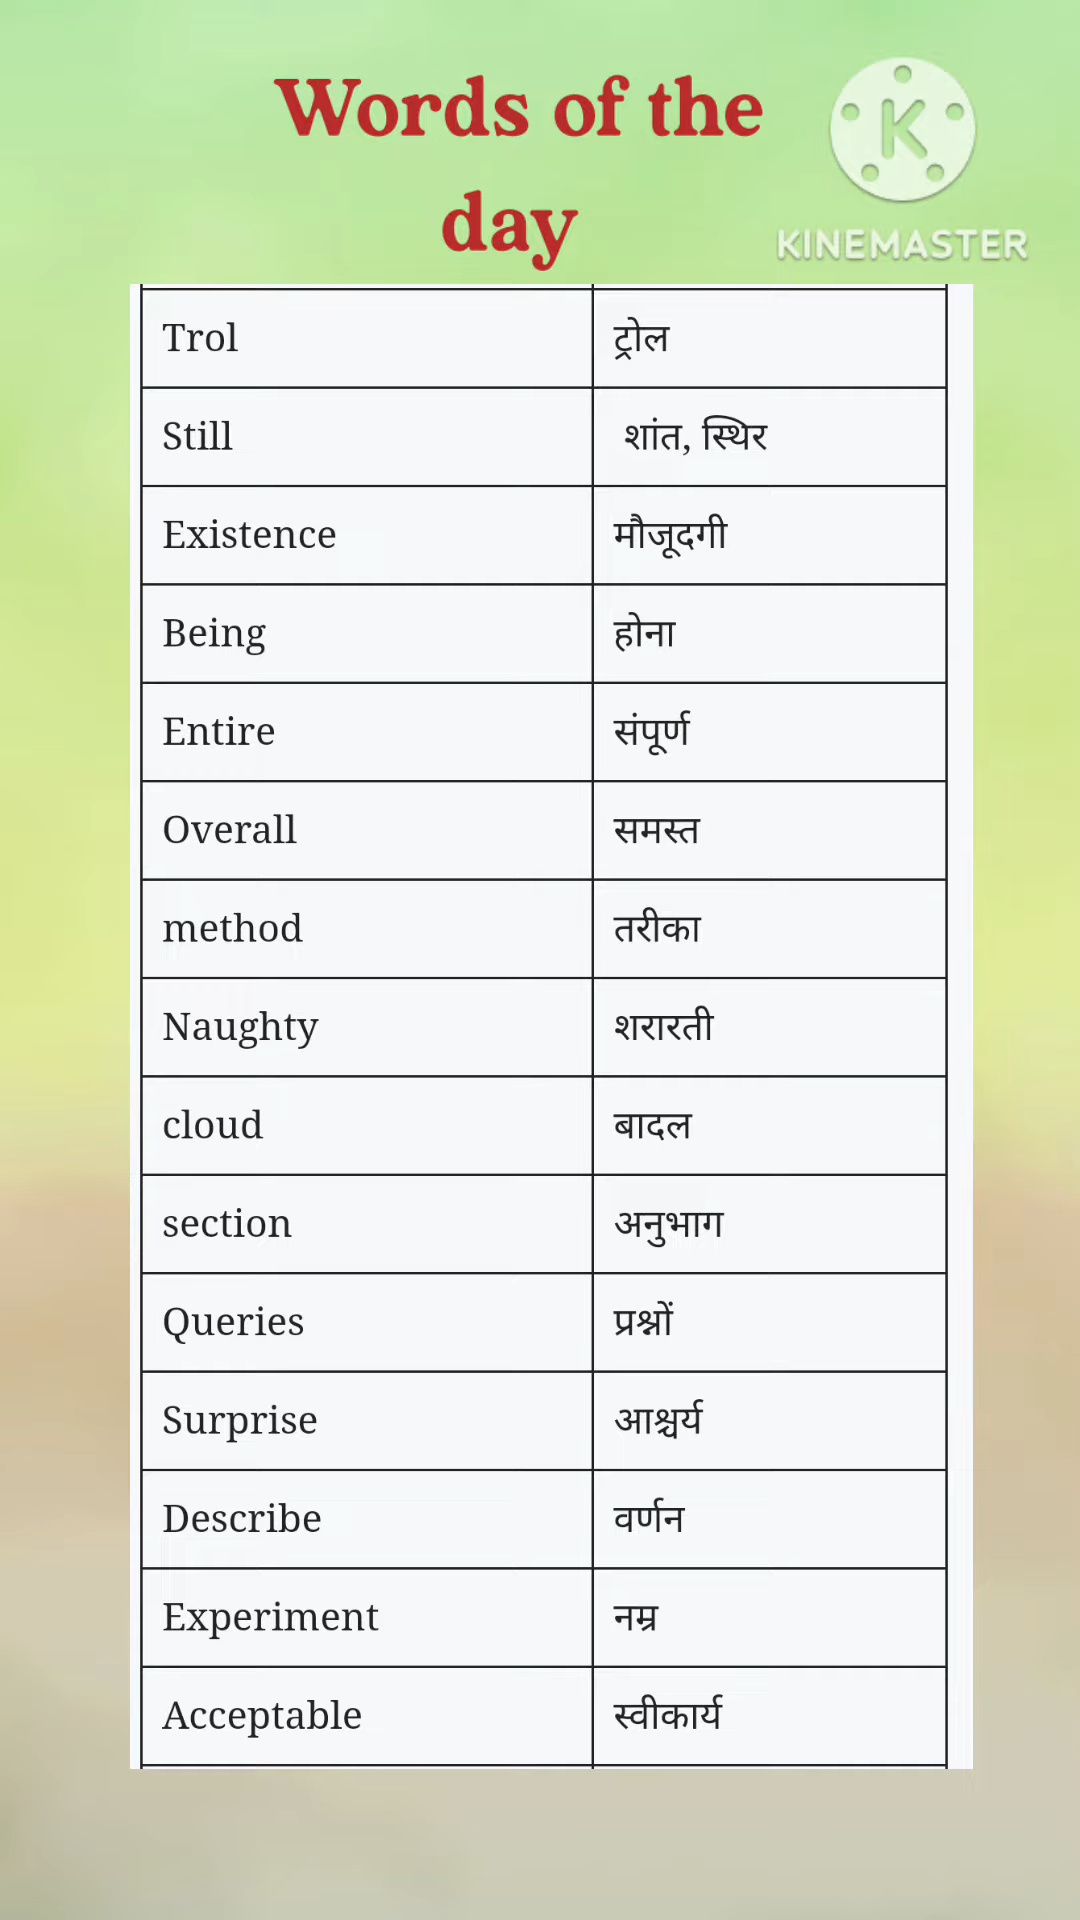 Words of the
day
KINEMASTER
Trol ट्रोल
Still शांत, स्थिर
Existence मौजूदगी
Being होना
Entire संपूर्ण
Overall समस्त
method तरीका
Naughty शरारती
cloud बादल
section अनुभाग
Queries प्रश्नों
Surprise आश्चर्य
Describe वर्णन
Experiment नम्र
Acceptable स्वीकार्य